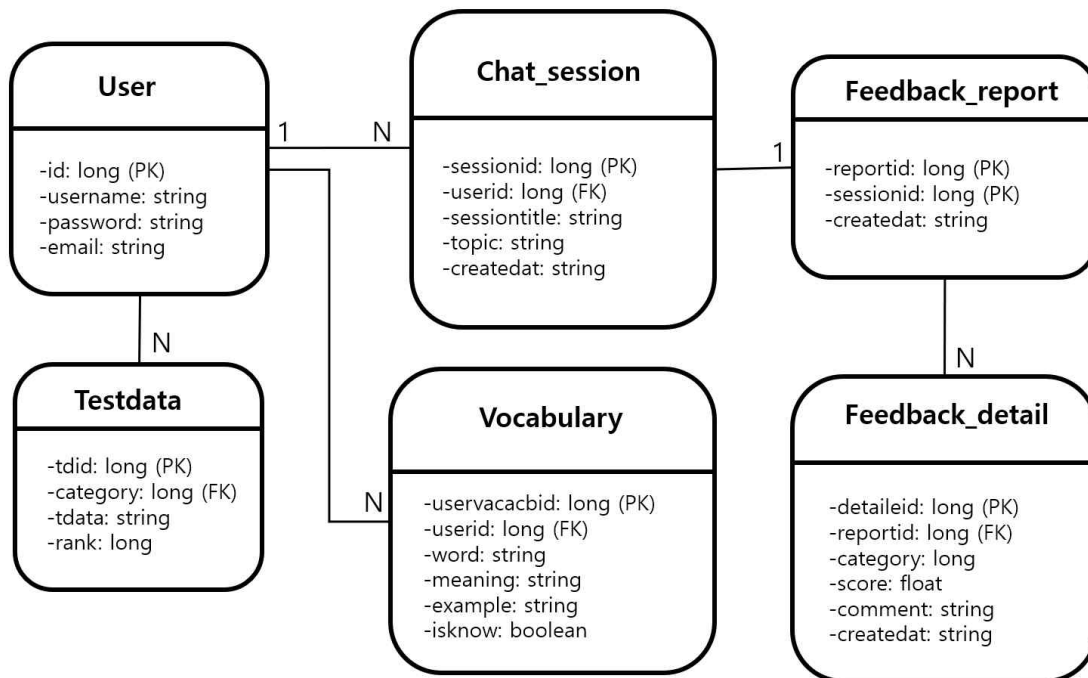 User
-id: long (PK)
-username: string
-password: string
-email: string
1
N
Chat_session
-sessionid: long (PK)
-userid: long (FK)
-sessiontitle: string
-topic: string
-createdat: string
1
Feedback_report
-reportid: long (PK)
-sessionid: long (PK)
-createdat: string
N
Testdata
-tdid: long (PK)
-category: long (FK)
-tdata: string
-rank: long
N
Vocabulary
-uservacacbid: long (PK)
-userid: long (FK)
-word: string
-meaning: string
-example: string
-isknow: boolean
N
Feedback_detail
-detaileid: long (PK)
-reportid: long (FK)
-category: long
-score: float
-comment: string
-createdat: string